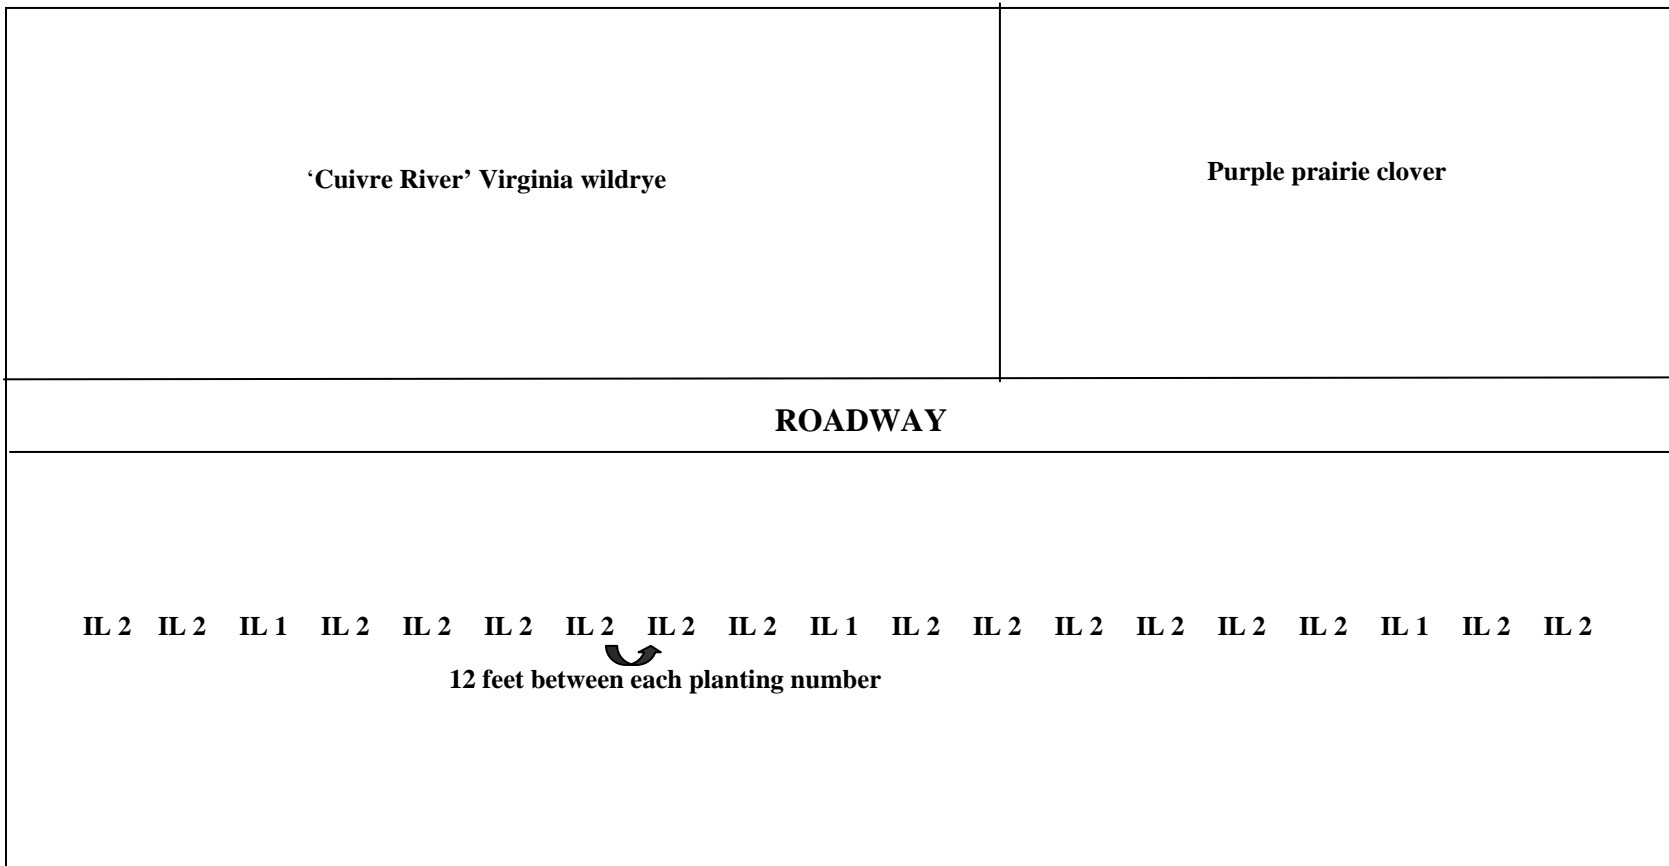 ‘Cuivre River’ Virginia wildrye
Purple prairie clover
ROADWAY
IL 2 IL 2 IL 1 IL 2 IL 2 IL 2 IL 2 IL 2 IL 2 IL 1 IL 2 IL 2 IL 2 IL 2 IL 2 IL 2 IL 1 IL 2 IL 2
12 feet between each planting number